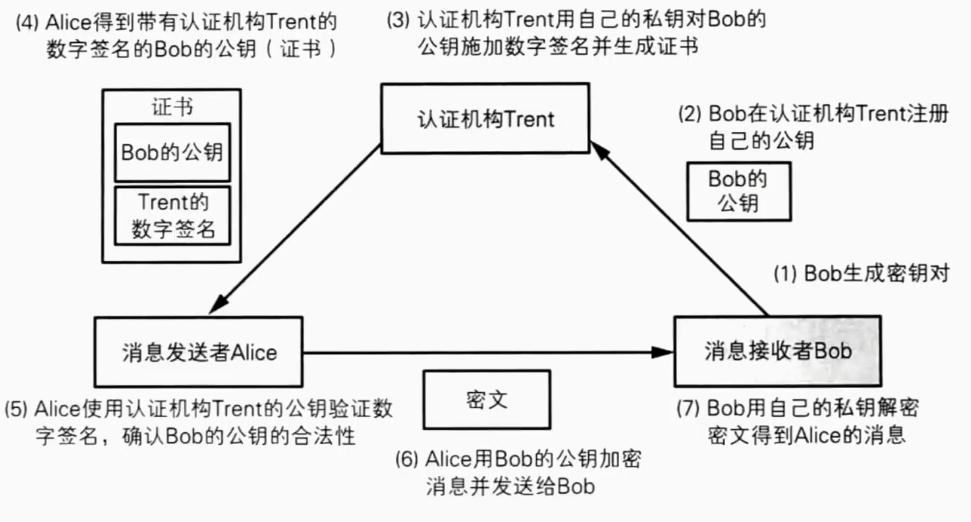 (4) Alice得到带有认证机构Trent的
数字签名的Bob的公钥（证书）
(3) 认证机构Trent用自己的私钥对Bob的
公钥施加数字签名并生成证书
证书
Bob的公钥
Trent的
数字签名
认证机构Trent
(2) Bob在认证机构Trent注册
自己的公钥
Bob的
公钥
(1) Bob生成密钥对
消息发送者Alice
消息接收者Bob
(5) Alice使用认证机构Trent的公钥验证数
字签名，确认Bob的公钥的合法性
密文
(6) Alice用Bob的公钥加密
消息并发送给Bob
(7) Bob用自己的私钥解密
密文得到Alice的消息